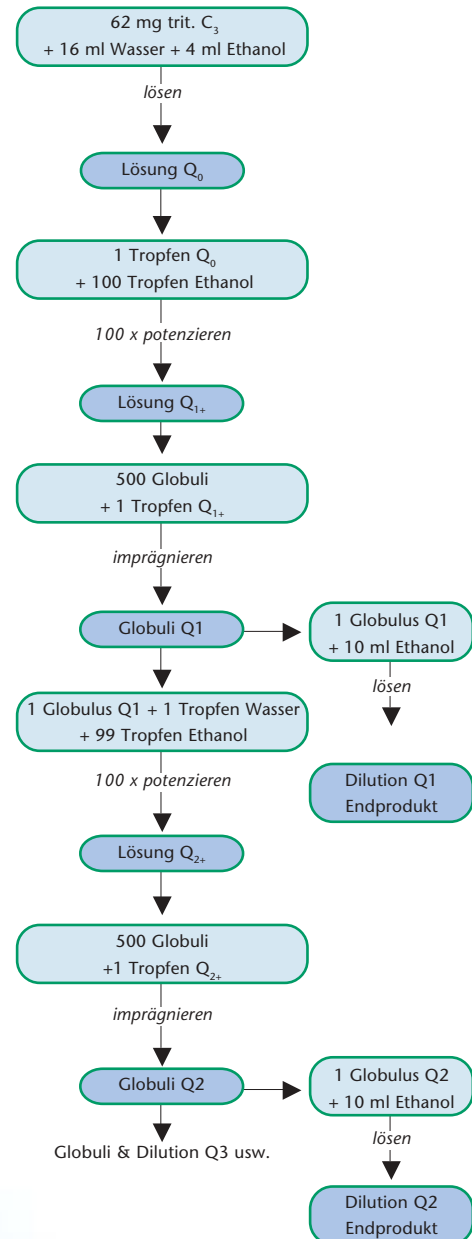 62 mg trit. C₃
+ 16 ml Wasser + 4 ml Ethanol
lösen
Lösung Q₀
1 Tropfen Q₀
+ 100 Tropfen Ethanol
100 x potenzieren
Lösung Q₁₊
500 Globuli
+ 1 Tropfen Q₁₊
imprägnieren
Globuli Q1
1 Globulus Q1
+ 10 ml Ethanol
lösen
Dilution Q1
Endprodukt
1 Globulus Q1 + 1 Tropfen Wasser
+ 99 Tropfen Ethanol
100 x potenzieren
Lösung Q₂₊
500 Globuli
+1 Tropfen Q₂₊
imprägnieren
Globuli Q2
1 Globulus Q2
+ 10 ml Ethanol
lösen
Dilution Q2
Endprodukt
Globuli & Dilution Q3 usw.